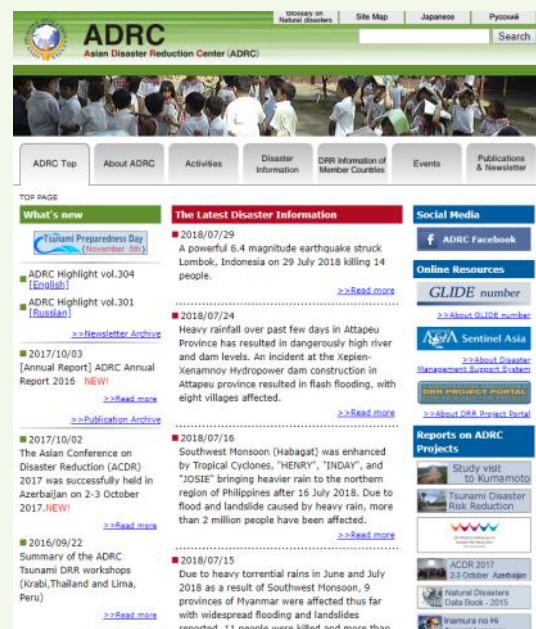 Glossary on
Natural disasters
Site Map
Japanese
Русский
ADRC
Asian Disaster Reduction Center (ADRC)
Search
ADRC Top
About ADRC
Activities
Disaster
Information
DRR Information of
Member Countries
Events
Publications
& Newsletter
TOP PAGE
What's new
Tsunami Preparedness Day
(November 5th)
ADRC Highlight vol.304
[English]
ADRC Highlight vol.301
[Russian]
>>Newsletter Archive
2017/10/03
[Annual Report] ADRC Annual
Report 2016 NEW!
>>Read more
>>Publication Archive
2017/10/02
The Asian Conference on
Disaster Reduction (ACDR)
2017 was successfully held in
Azerbaijan on 2-3 October
2017.NEW!
>>Read more
2016/09/22
Summary of the ADRC
Tsunami DRR workshops
(Krabi,Thailand and Lima,
Peru)
>>Read more
The Latest Disaster Information
2018/07/29
A powerful 6.4 magnitude earthquake struck
Lombok, Indonesia on 29 July 2018 killing 14
people.
>>Read more
2018/07/24
Heavy rainfall over past few days in Attapeu
Province has resulted in dangerously high river
and dam levels. An incident at the Xepien-
Xenamnoy Hydropower dam construction in
Attapeu province resulted in flash flooding, with
eight villages affected.
>>Read more
2018/07/16
Southwest Monsoon (Habagat) was enhanced
by Tropical Cyclones, "HENRY", "INDAY", and
"JOSIE" bringing heavier rain to the northern
region of Philippines after 16 July 2018. Due to
flood and landslide caused by heavy rain, more
than 2 million people have been affected.
>>Read more
2018/07/15
Due to heavy torrential rains in June and July
2018 as a result of Southwest Monsoon, 9
provinces of Myanmar were affected thus far
with widespread flooding and landslides
reported. 11 people were killed and more than
Social Media
ADRC Facebook
Online Resources
GLIDE number
>>About GLIDE number
Sentinel Asia
>>About Disaster
Management Support System
DRR PROJECT PORTAL
>>About DRR Project Portal
Reports on ADRC
Projects
Study visit
to Kumamoto
Tsunami Disaster
Risk Reduction
ACDR 2017
2-3 October Azerbaijan
Natural Disasters
Data Book - 2015
Inamura no Hi